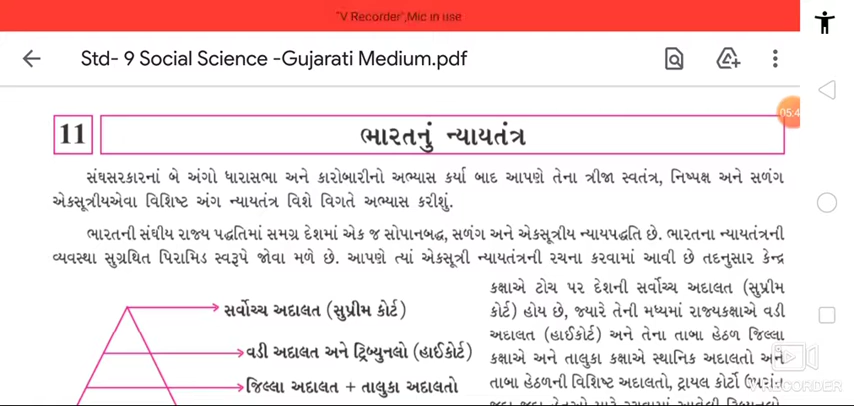 "V Recorder",Mic in use
Std- 9 Social Science -Gujarati Medium.pdf
05:4
11
ભારતનું ન્યાયતંત્ર
સંઘસરકારનાં બે અંગો ધારાસભા અને કારોબારીનો અભ્યાસ કર્યા બાદ આપણે તેના ત્રીજા સ્વતંત્ર, નિષ્પક્ષ અને સળંગ
એકસૂત્રીયએવા વિશિષ્ટ અંગ ન્યાયતંત્ર વિશે વિગતે અભ્યાસ કરીશું.
ભારતની સંઘીય રાજ્ય પદ્ધતિમાં સમગ્ર દેશમાં એક જ સોપાનબદ્ધ, સળંગ અને એકસૂત્રીય ન્યાયપદ્ધતિ છે. ભારતના ન્યાયતંત્રની
વ્યવસ્થા સુગ્રથિત પિરામિડ સ્વરૂપે જોવા મળે છે. આપણે ત્યાં એકસૂત્રી ન્યાયતંત્રની રચના કરવામાં આવી છે તદનુસાર કેન્દ્ર
સર્વોચ્ચ અદાલત (સુપ્રીમ કોર્ટ)
વડી અદાલત અને ટ્રિબ્યુનલો (હાઈકોર્ટ)
જિલ્લા અદાલત + તાલુકા અદાલતો
કક્ષાએ ટોચ પર દેશની સર્વોચ્ચ અદાલત (સુપ્રીમ
કોર્ટ) હોય છે, જ્યારે તેની મધ્યમાં રાજ્યકક્ષાએ વડી
અદાલત (હાઈકોર્ટ) અને તેના તાબા હેઠળ જિલ્લા
કક્ષાએ અને તાલુકા કક્ષાએ સ્થાનિક અદાલતો અને
તાબા હેઠળની વિશિષ્ટ અદાલતો, ટ્રાયલ કોર્ટો ઉપરાંત
V RECORDER